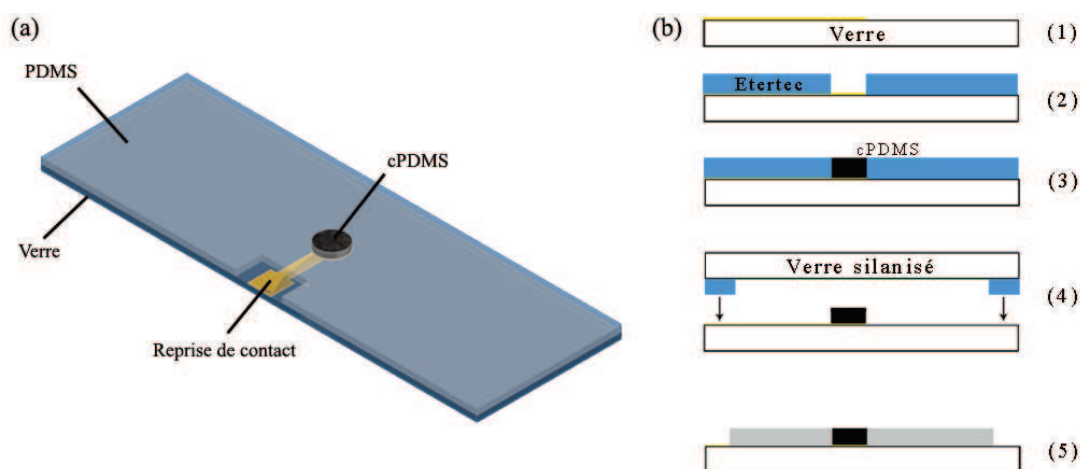 (a)
PDMS
cPDMS
Verre
Reprise de contact
(b)
Verre
(1)
Etertec
(2)
cPDMS
(3)
Verre silanisé
(4)
(5)